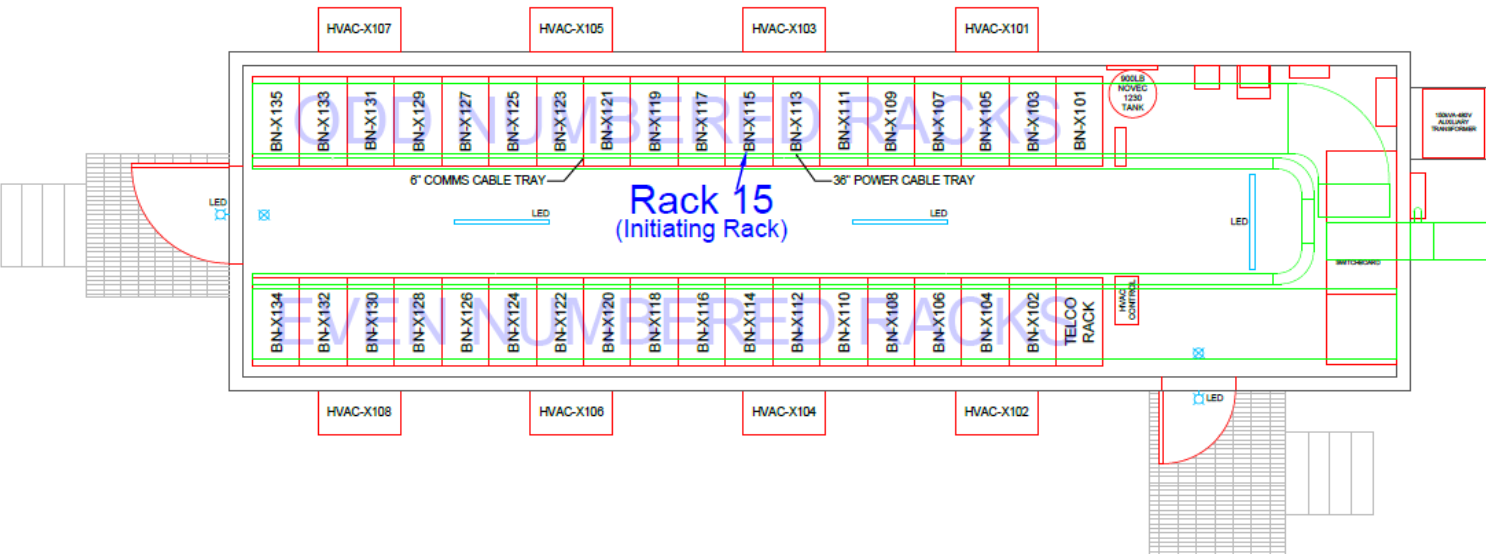 HVAC-X107
HVAC-X105
HVAC-X103
HVAC-X101
ODD NUMBERED RACKS
BN-X135
BN-X133
BN-X131
BN-X129
BN-X127
BN-X125
BN-X123
BN-X121
BN-X119
BN-X117
BN-X115
BN-X113
BN-X111
BN-X109
BN-X107
BN-X105
BN-X103
BN-X101
900LB
NOVEC
1230
TANK
150kVA-480V
AUXILIARY
TRANSFORMER
6" COMMS CABLE TRAY
36" POWER CABLE TRAY
Rack 15
(Initiating Rack)
LED
LED
LED
LED
SWITCHBOARD
EVEN NUMBERED RACKS
BN-X134
BN-X132
BN-X130
BN-X128
BN-X126
BN-X124
BN-X122
BN-X120
BN-X118
BN-X116
BN-X114
BN-X112
BN-X110
BN-X108
BN-X106
BN-X104
BN-X102
TELCO
RACK
HVAC
CONTROL
LED
HVAC-X108
HVAC-X106
HVAC-X104
HVAC-X102